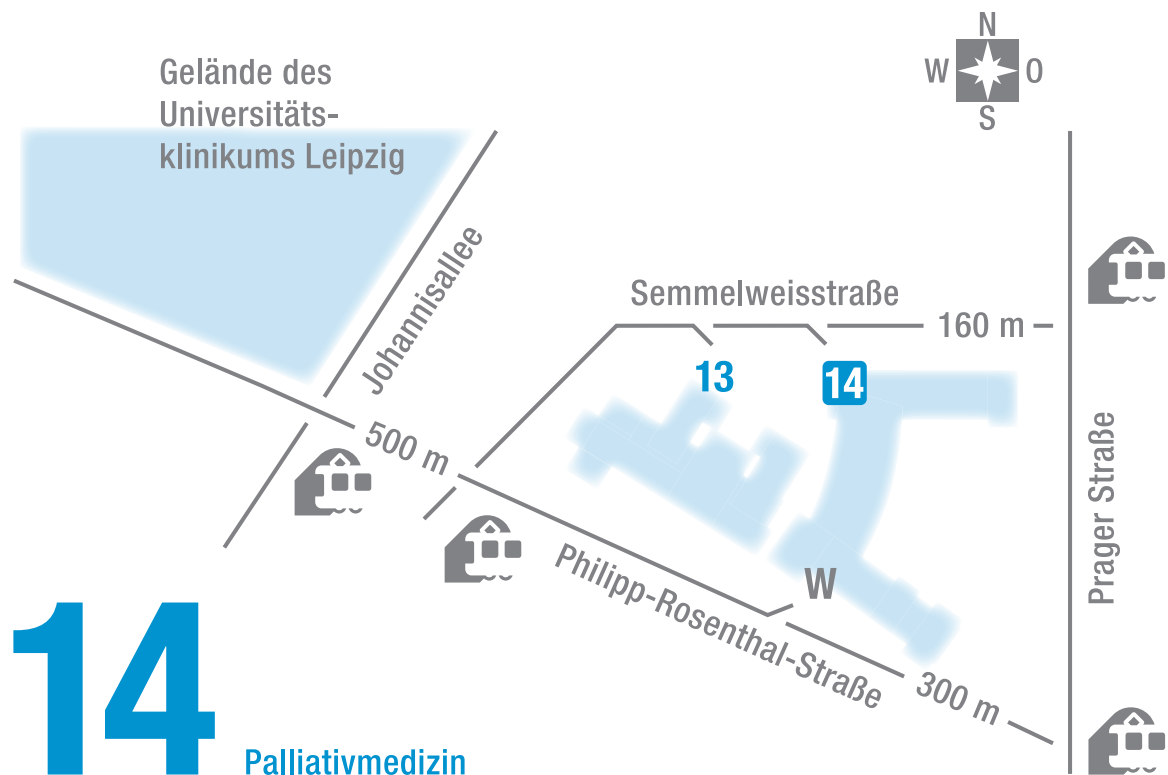 N
W O
S
Gelände des
Universitäts-
klinikums Leipzig
Johannisallee
Semmelweisstraße
160 m
13
14
500 m
Prager Straße
Philipp-Rosenthal-Straße
W
300 m
14
Palliativmedizin